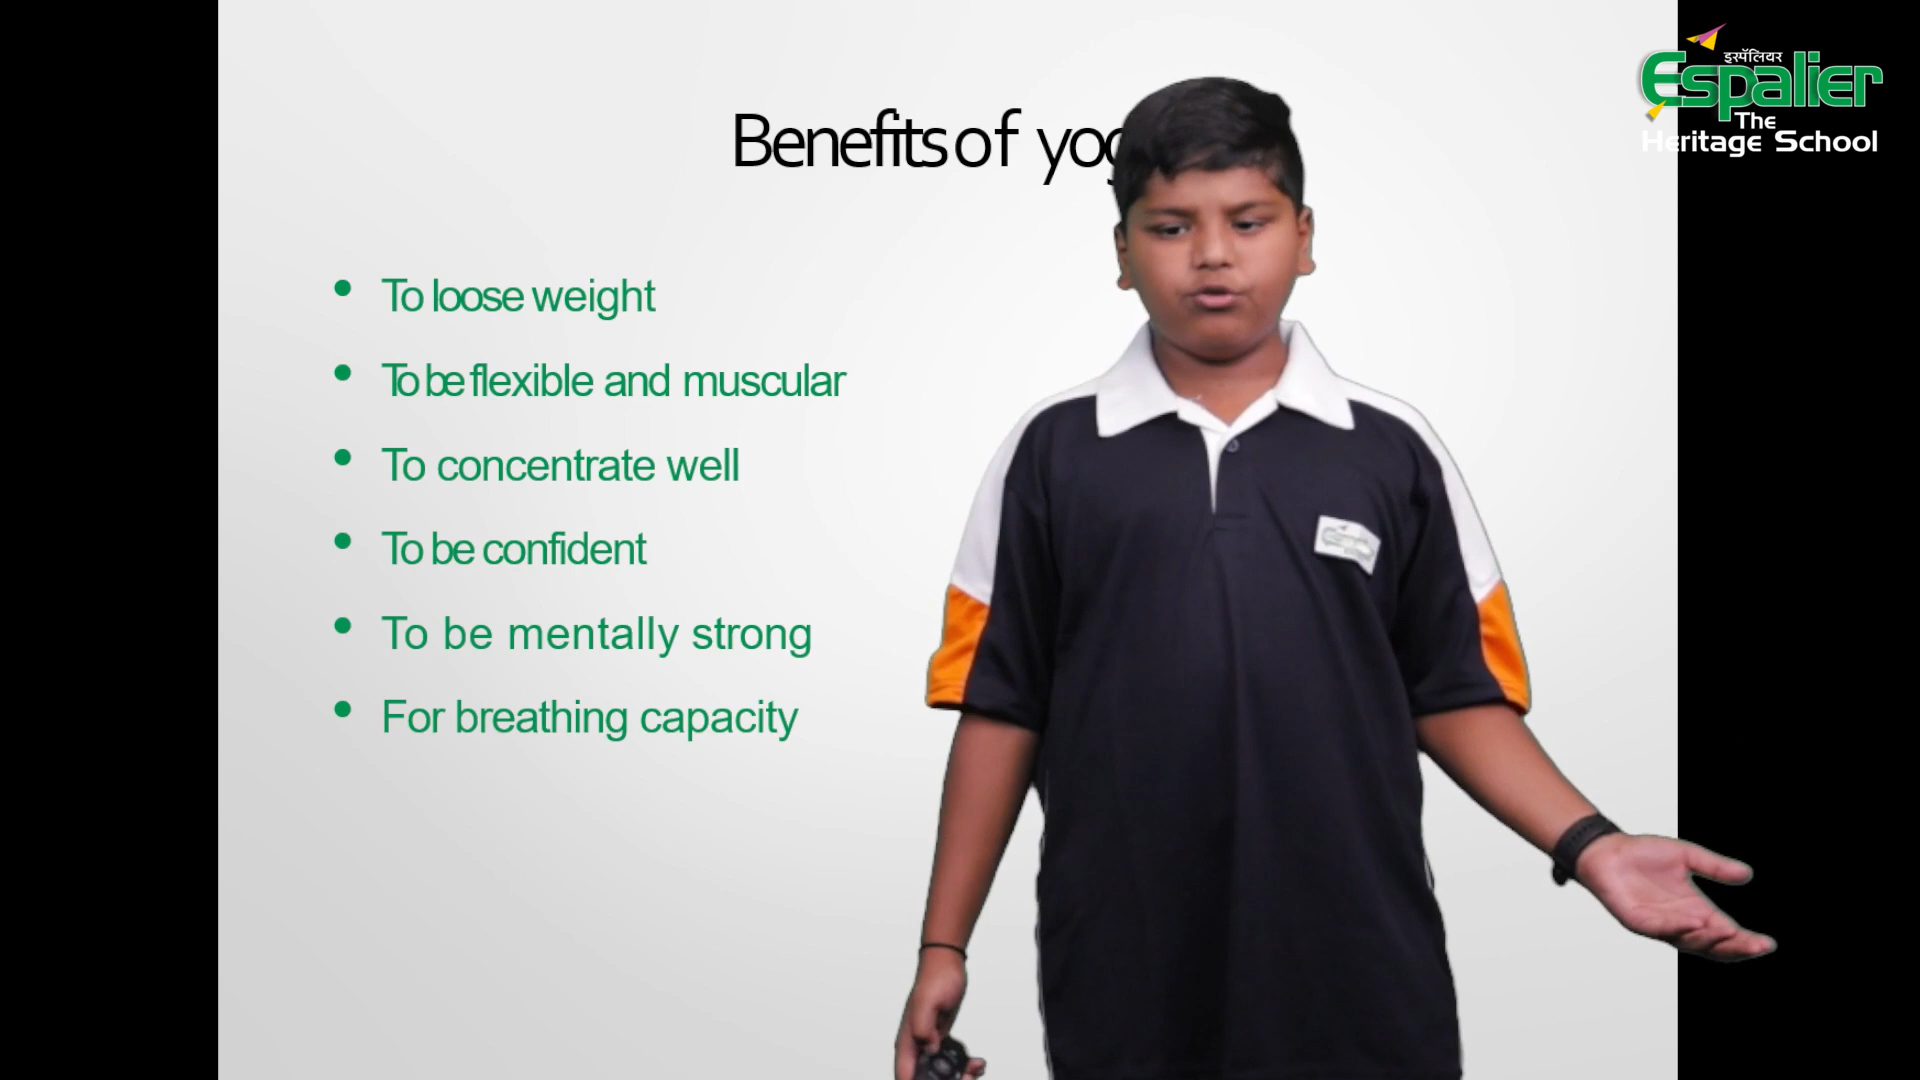 इस्पॅलियर
Espalier
The
Heritage School
Benefits of
• To loose weight
• To be flexible and muscular
• To concentrate well
• To be confident
• To be mentally strong
• For breathing capacity